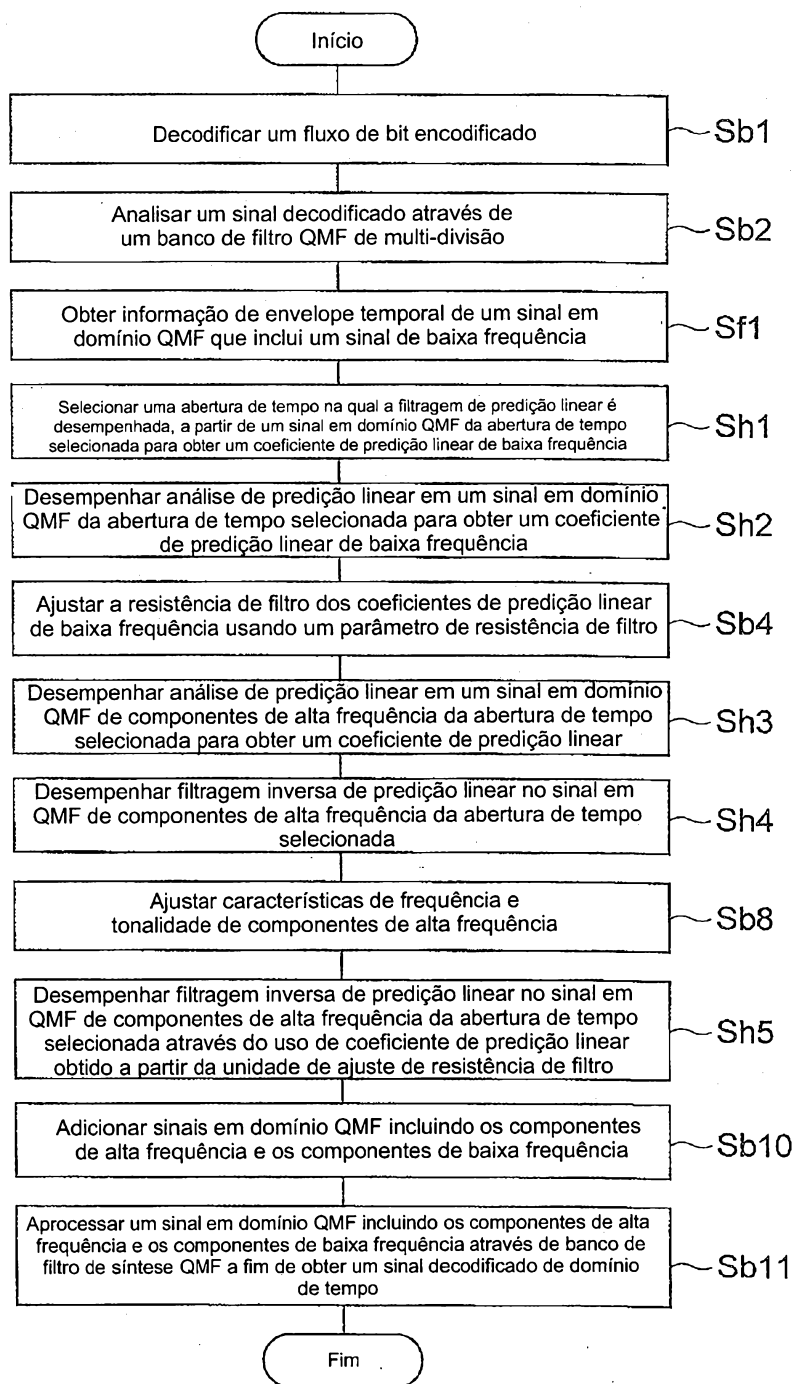 Início
Decodificar um fluxo de bit encodificado
Sb1
Analisar um sinal decodificado através de
um banco de filtro QMF de multi-divisão
Sb2
Obter informação de envelope temporal de um sinal em
domínio QMF que inclui um sinal de baixa frequência
Sf1
Selecionar uma abertura de tempo na qual a filtragem de predição linear é
desempenhada, a partir de um sinal em domínio QMF da abertura de tempo
selecionada para obter um coeficiente de predição linear de baixa frequência
Sh1
Desempenhar análise de predição linear em um sinal em domínio
QMF da abertura de tempo selecionada para obter um coeficiente
de predição linear de baixa frequência
Sh2
Ajustar a resistência de filtro dos coeficientes de predição linear
de baixa frequência usando um parâmetro de resistência de filtro
Sb4
Desempenhar análise de predição linear em um sinal em domínio
QMF de componentes de alta frequência da abertura de tempo
selecionada para obter um coeficiente de predição linear
Sh3
Desempenhar filtragem inversa de predição linear no sinal em
QMF de componentes de alta frequência da abertura de tempo
selecionada
Sh4
Ajustar características de frequência e
tonalidade de componentes de alta frequência
Sb8
Desempenhar filtragem inversa de predição linear no sinal em
QMF de componentes de alta frequência da abertura de tempo
selecionada através do uso de coeficiente de predição linear
obtido a partir da unidade de ajuste de resistência de filtro
Sh5
Adicionar sinais em domínio QMF incluindo os componentes
de alta frequência e os componentes de baixa frequência
Sb10
Aprocessar um sinal em domínio QMF incluindo os componentes de alta
frequência e os componentes de baixa frequência através de banco de
filtro de síntese QMF a fim de obter um sinal decodificado de domínio
de tempo
Sb11
Fim